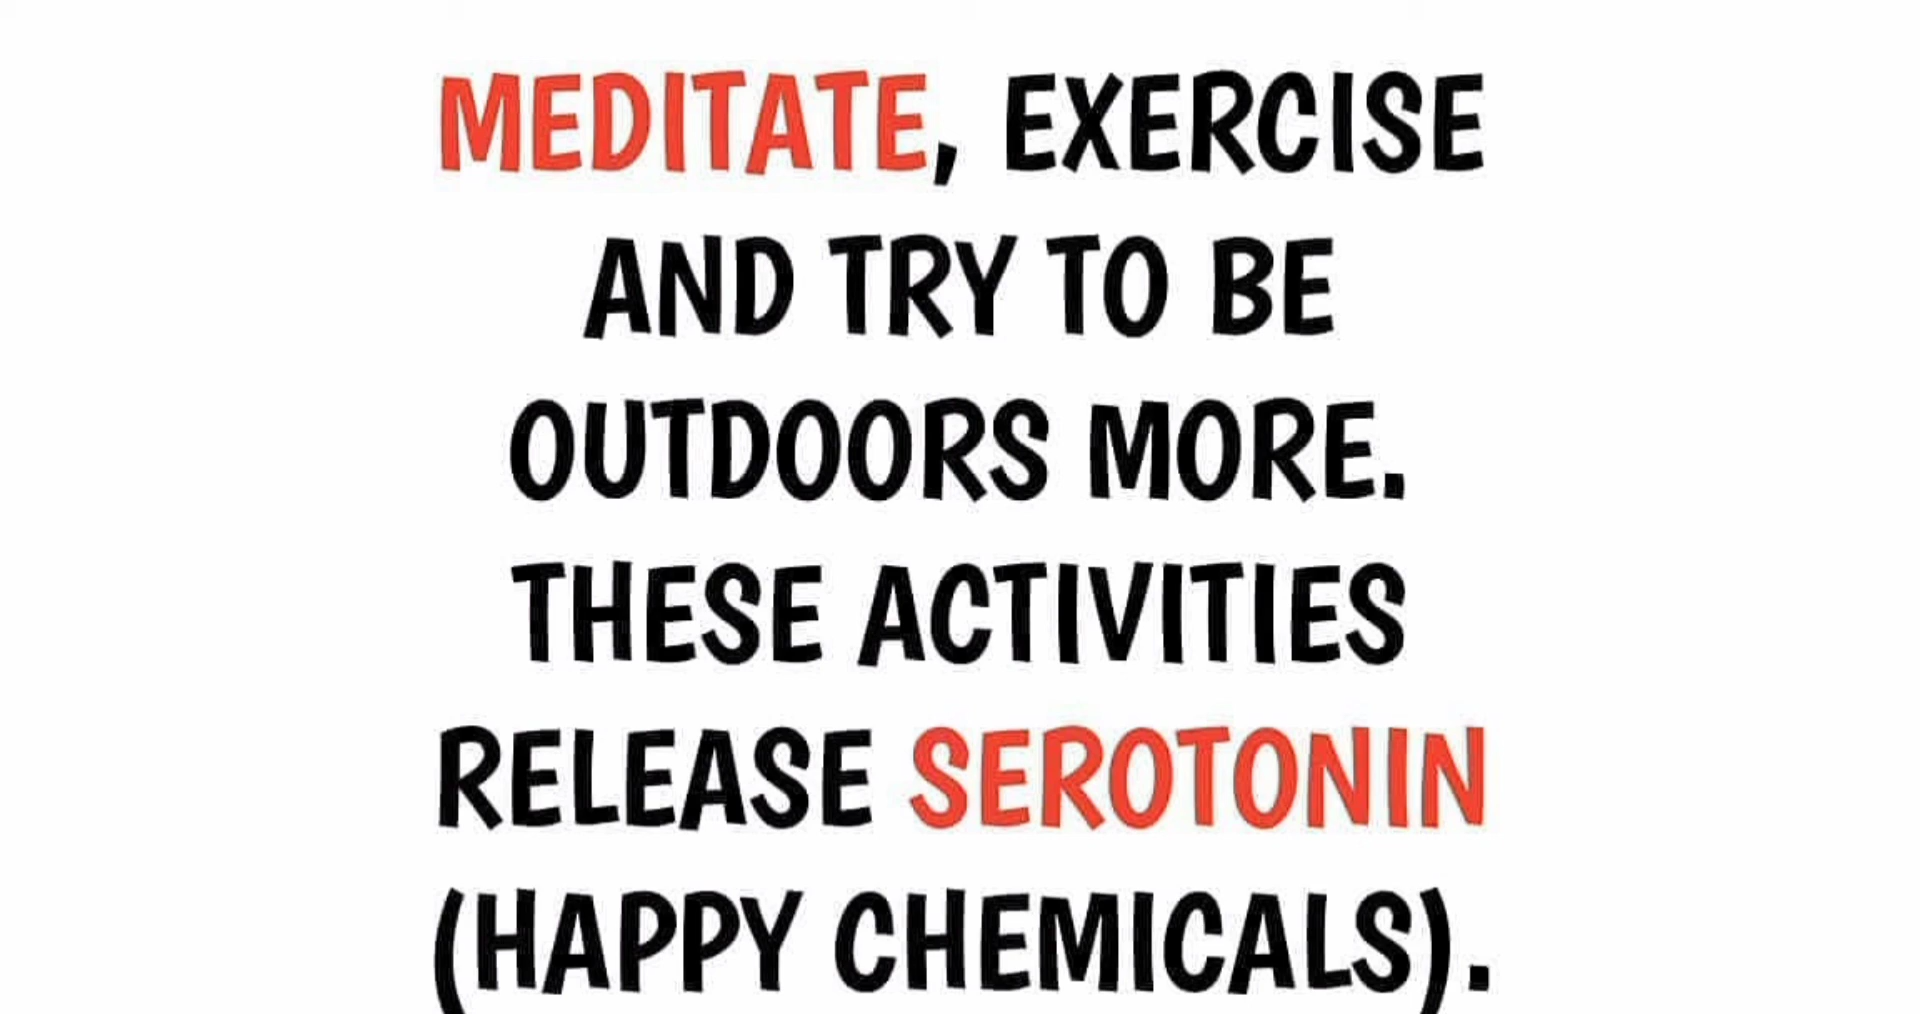 MEDITATE, EXERCISE
AND TRY TO BE
OUTDOORS MORE.
THESE ACTIVITIES
RELEASE SEROTONIN
(HAPPY CHEMICALS).